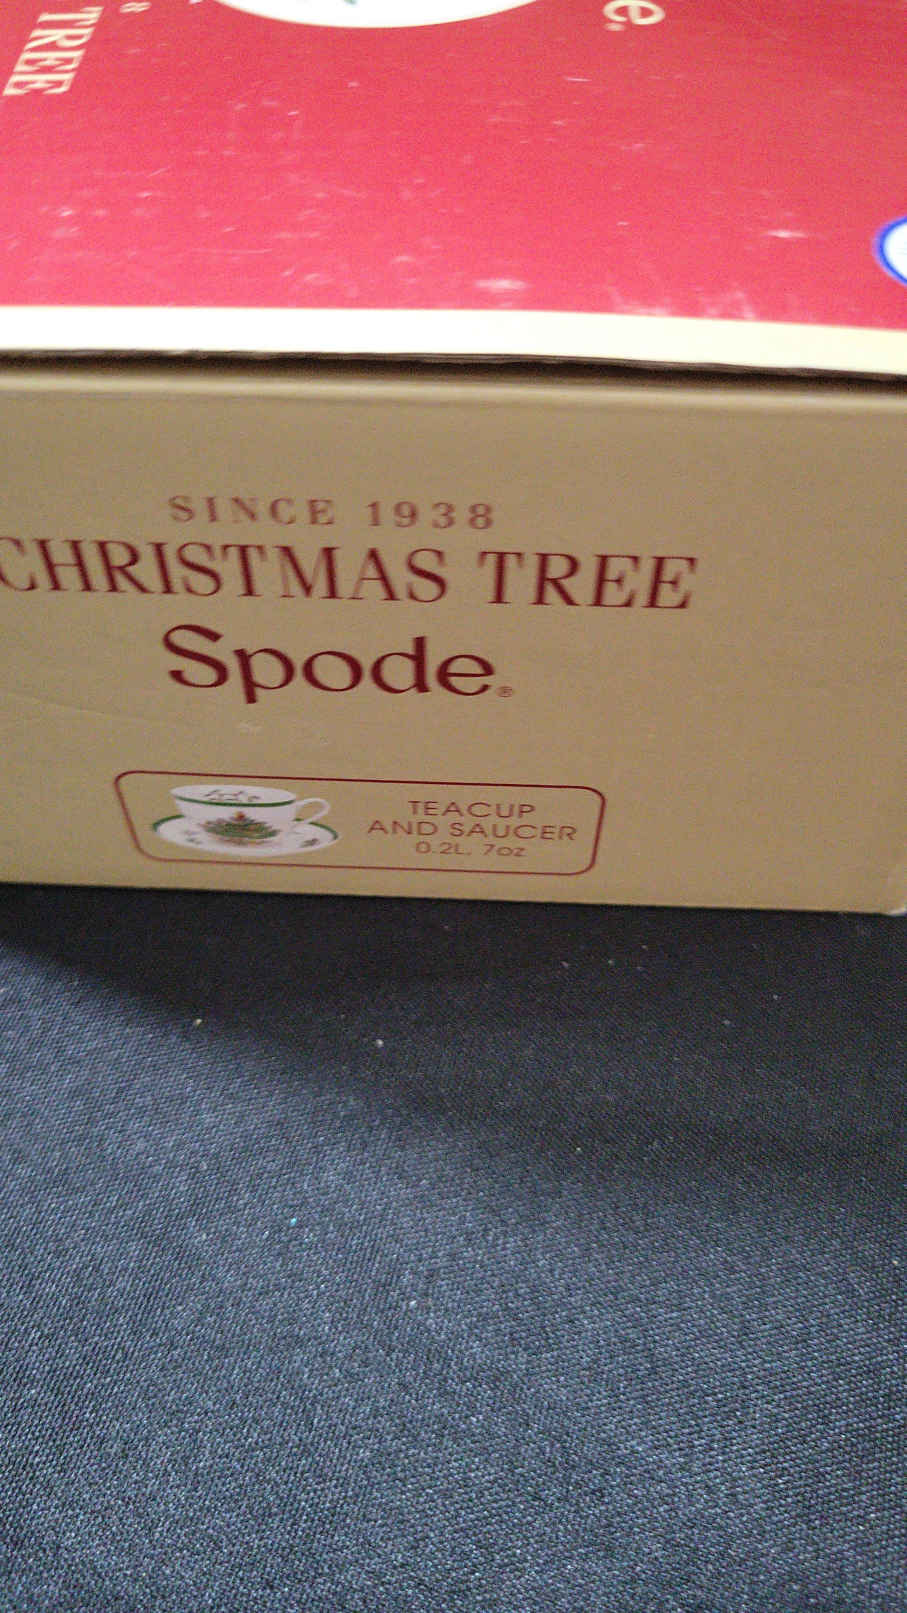 TREE
e.
SINCE 1938
CHRISTMAS TREE
Spode®
TEACUP
AND SAUCER
0.2L, 7oz